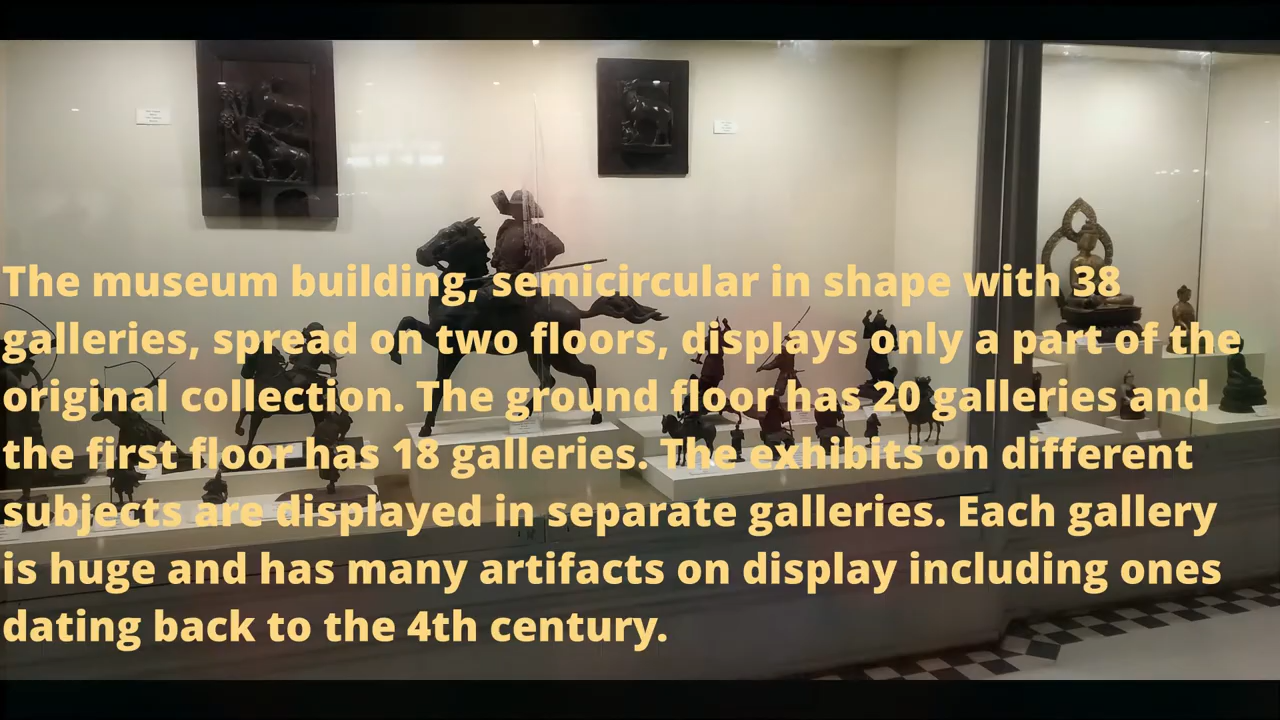 The museum building, semicircular in shape with 38
galleries, spread on two floors, displays only a part of the
original collection. The ground floor has 20 galleries and
the first floor has 18 galleries. The exhibits on different
subjects are displayed in separate galleries. Each gallery
is huge and has many artifacts on display including ones
dating back to the 4th century.